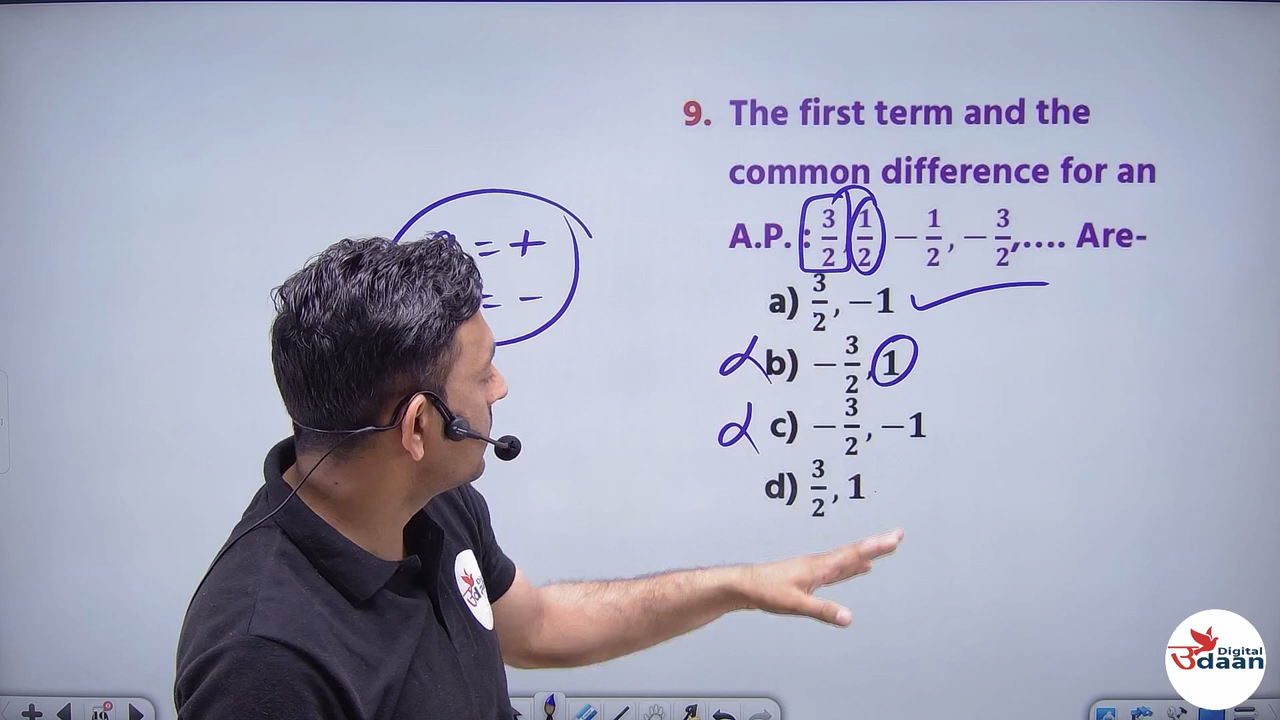 9. The first term and the
common difference for an
A.P. : 3/2, 1/2 - 1/2, - 3/2,.... Are-
a) 3/2, -1
b) - 3/2, 1
c) - 3/2, -1
d) 3/2, 1
= +
= -
Digital
उdaan